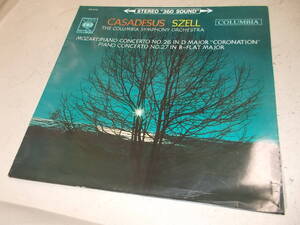 STEREO "360 SOUND"
CBS
COLUMBIA
CASADESUS SZELL
THE COLUMBIA SYMPHONY ORCHESTRA
MOZART: PIANO CONCERTO NO. 26 IN D MAJOR "CORONATION"
PIANO CONCERTO NO. 27 IN B-FLAT MAJOR